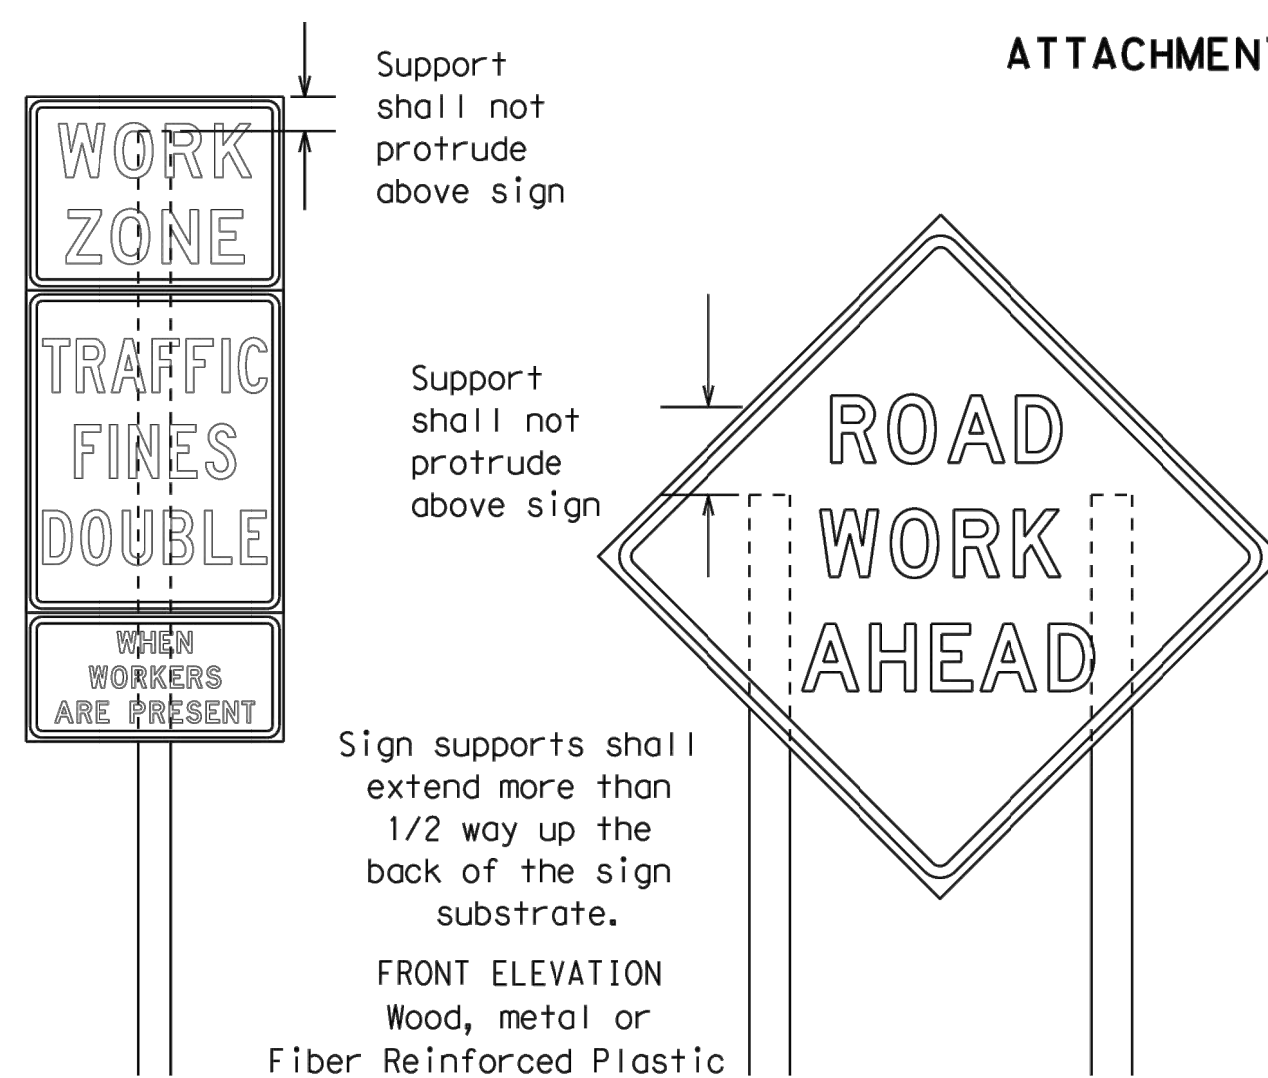 ATTACHMENT
Support
shall not
protrude
above sign
WORK
ZONE
TRAFFIC
FINES
DOUBLE
WHEN
WORKERS
ARE PRESENT
Support
shall not
protrude
above sign
ROAD
WORK
AHEAD
Sign supports shall
extend more than
1/2 way up the
back of the sign
substrate.
FRONT ELEVATION
Wood, metal or
Fiber Reinforced Plastic